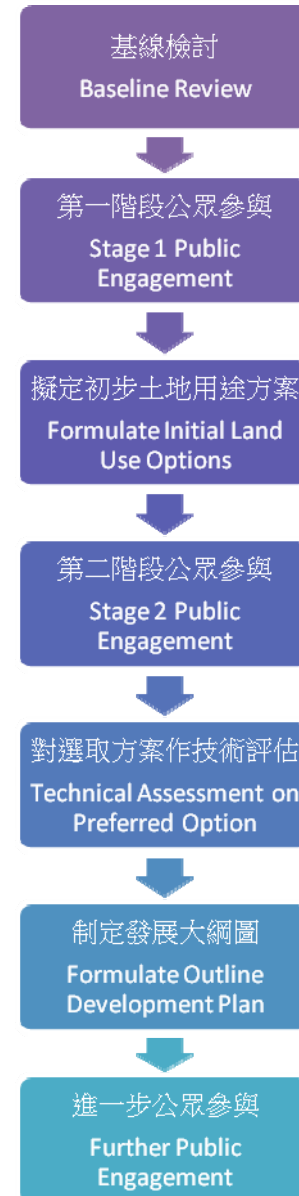 基線檢討
Baseline Review
第一階段公眾參與
Stage 1 Public
Engagement
擬定初步土地用途方案
Formulate Initial Land
Use Options
第二階段公眾參與
Stage 2 Public
Engagement
對選取方案作技術評估
Technical Assessment on
Preferred Option
制定發展大綱圖
Formulate Outline
Development Plan
進一步公眾參與
Further Public
Engagement